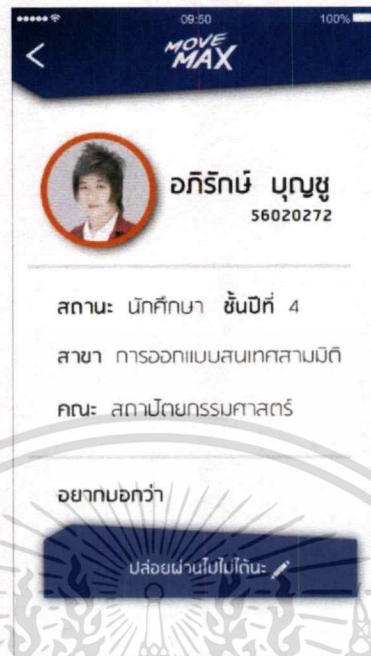 09:50 100%
MOVE
MAX
อภิรักษ์ บุญชู
56020272
สถานะ นักศึกษา ชั้นปีที่ 4
สาขา การออกแบบสนเทศสามมิติ
คณะ สถาปัตยกรรมศาสตร์
อยากบอกว่า
ปล่อยผ่านไปไม่ได้นะ